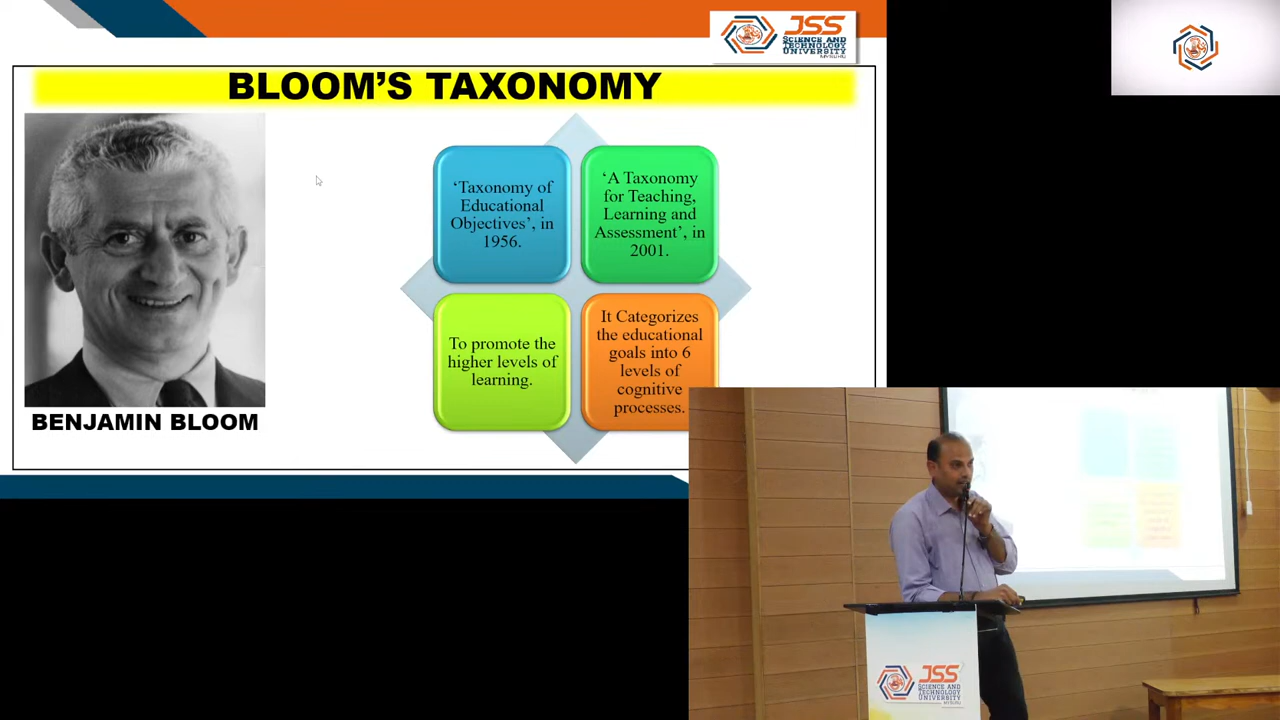 JSS
SCIENCE AND
TECHNOLOGY
UNIVERSITY
MYSURU
BLOOM’S TAXONOMY
‘Taxonomy of
Educational
Objectives’, in
1956.
‘A Taxonomy
for Teaching,
Learning and
Assessment’, in
2001.
To promote the
higher levels of
learning.
It Categorizes
the educational
goals into 6
levels of
cognitive
processes.
BENJAMIN BLOOM
JSS
SCIENCE AND
TECHNOLOGY
UNIVERSITY
MYSURU